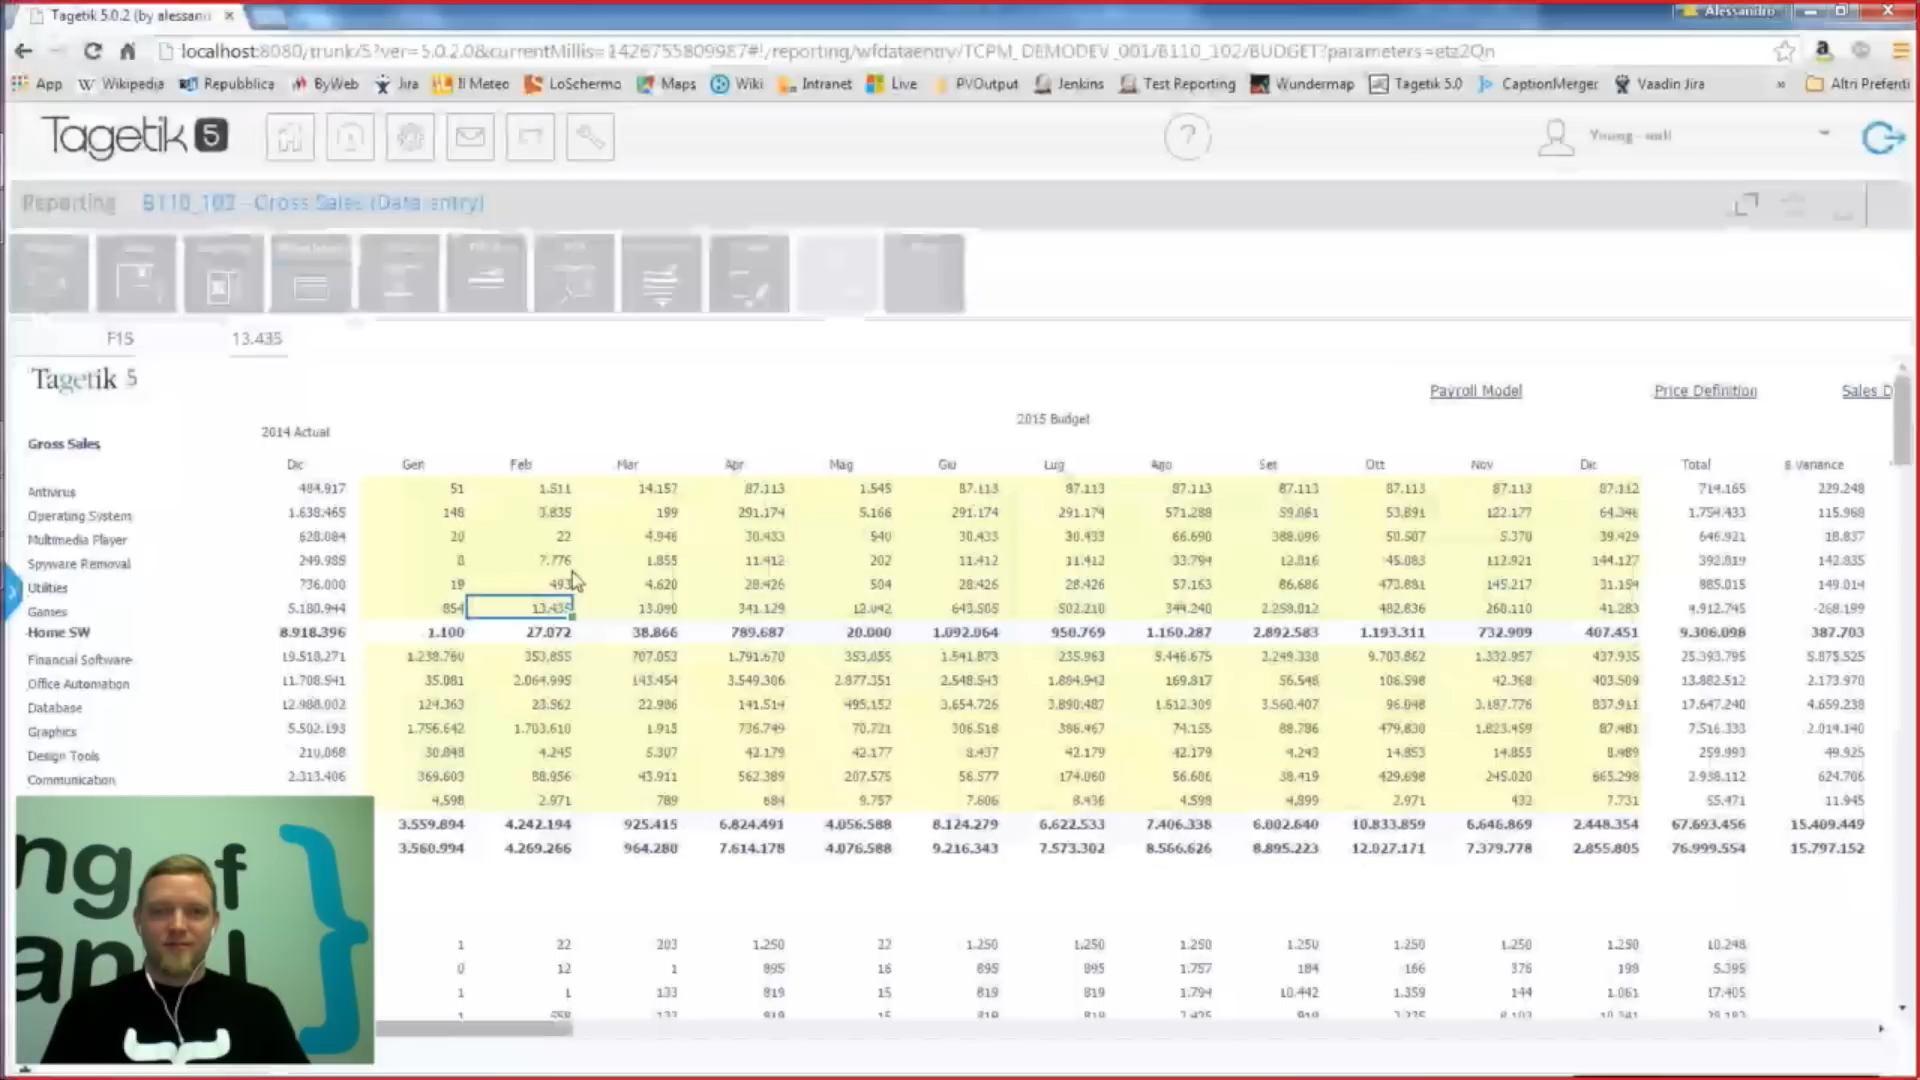 Tagetik 5.0.2 (by alessan
Alessandro
localhost:8080/trunk/5?ver=5.0.2.0&currentMillis=1426755809987#!/reporting/wfdataentry/TCPM_DEMODEV_001/B110_102/BUDGET?parameters=etz2Qn
App Wikipedia Repubblica ByWeb Jira Il Meteo LoSchermo Maps Wiki Intranet Live PVOutput Jenkins Test Reporting Wundermap Tagetik 5.0 CaptionMerger Vaadin Jira » Altri Preferiti
Tagetik 5
?
Young - null
Reporting B110_102 - Gross Sales (Data entry)
F15 13.435
Tagetik 5
Payroll Model Price Definition Sales D
2014 Actual 2015 Budget
Gross Sales
Dic Gen Feb Mar Apr Mag Giu Lug Ago Set Ott Nov Dic Total $ Variance
Antivirus 484.917 51 1.511 14.157 87.113 1.545 87.113 87.113 87.113 87.113 87.113 87.113 87.112 714.165 229.248
Operating System 1.638.465 148 3.835 199 291.174 5.166 291.174 291.174 571.288 59.061 53.891 122.177 64.346 1.754.433 115.968
Multimedia Player 628.084 20 22 4.946 30.433 540 30.433 30.433 66.690 388.096 50.507 5.370 39.429 646.921 18.837
Spyware Removal 249.985 8 7.776 1.855 11.412 202 11.412 11.412 33.794 12.816 45.083 112.921 144.127 392.819 142.835
Utilities 736.000 19 493 4.620 28.426 504 28.426 28.426 57.163 86.686 473.881 145.217 31.154 885.015 149.014
Games 5.180.944 854 13.435 13.090 341.129 12.042 643.505 502.210 344.240 2.259.012 482.836 260.110 41.283 4.912.745 -268.199
Home SW 8.918.396 1.100 27.072 38.866 789.687 20.000 1.092.064 950.769 1.160.287 2.892.583 1.193.311 732.909 407.451 9.306.098 387.703
Financial Software 19.518.271 1.238.760 353.855 707.053 1.791.670 353.055 1.541.873 235.963 5.446.675 2.249.330 9.703.862 1.332.957 437.935 25.393.795 5.875.525
Office Automation 11.708.541 35.081 2.064.995 143.454 3.549.306 2.877.351 2.548.543 1.884.942 169.817 56.548 106.598 42.368 403.509 13.882.512 2.173.970
Database 12.988.002 124.363 23.562 22.986 141.514 495.152 3.654.726 3.890.487 1.612.309 3.560.407 96.048 3.187.776 837.911 17.647.240 4.659.238
Graphics 5.502.193 1.756.642 1.703.610 1.915 736.749 70.721 306.518 386.467 74.155 88.786 479.830 1.823.459 87.481 7.516.333 2.014.140
Design Tools 210.068 30.848 4.245 5.307 42.179 42.177 8.437 42.179 42.179 4.243 14.853 14.855 8.489 259.993 49.925
Communication 2.313.406 369.603 88.956 43.911 562.389 207.575 56.577 174.060 56.606 38.419 429.698 245.020 665.298 2.938.112 624.706
4.598 2.971 789 684 9.757 7.606 8.436 4.598 4.899 2.971 432 7.731 55.471 11.945
3.559.894 4.242.194 925.415 6.824.491 4.056.588 8.124.279 6.622.533 7.406.338 6.002.640 10.833.859 6.646.869 2.448.354 67.693.456 15.409.449
3.560.994 4.269.266 964.280 7.614.178 4.076.588 9.216.343 7.573.302 8.566.626 8.895.223 12.027.171 7.379.778 2.855.805 76.999.554 15.797.152
1 22 203 1.250 22 1.250 1.250 1.250 1.250 1.250 1.250 1.250 10.248
0 12 1 895 16 895 895 1.757 184 166 376 198 5.395
1 1 133 819 15 819 819 1.794 10.442 1.359 144 1.061 17.405
ng of